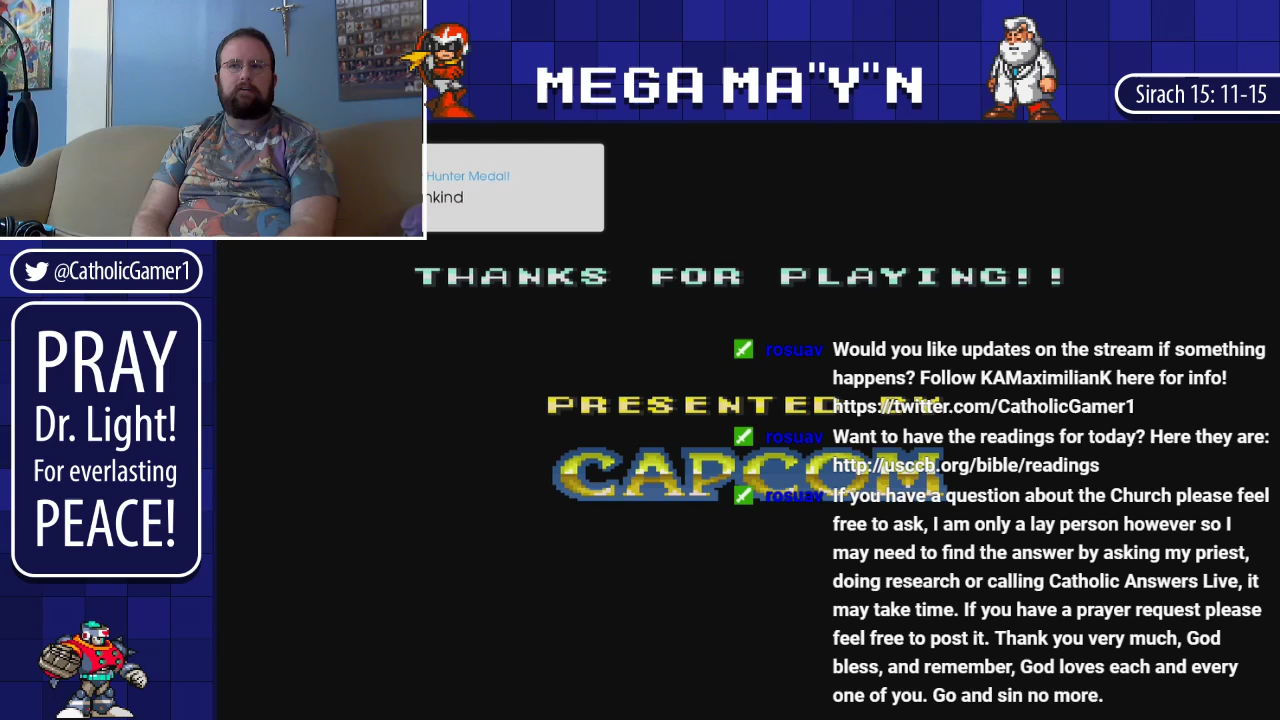 MEGA MA"Y"N
Sirach 15: 11-15
Hunter Medal!
nkind
@CatholicGamer1
PRAY
Dr. Light!
For everlasting
PEACE!
THANKS FOR PLAYING!!
PRESENTED BY
CAPCOM
rosuav Would you like updates on the stream if something
happens? Follow KAMaximilianK here for info!
https://twitter.com/CatholicGamer1
rosuav Want to have the readings for today? Here they are:
http://usccb.org/bible/readings
rosuav If you have a question about the Church please feel
free to ask, I am only a lay person however so I
may need to find the answer by asking my priest,
doing research or calling Catholic Answers Live, it
may take time. If you have a prayer request please
feel free to post it. Thank you very much, God
bless, and remember, God loves each and every
one of you. Go and sin no more.